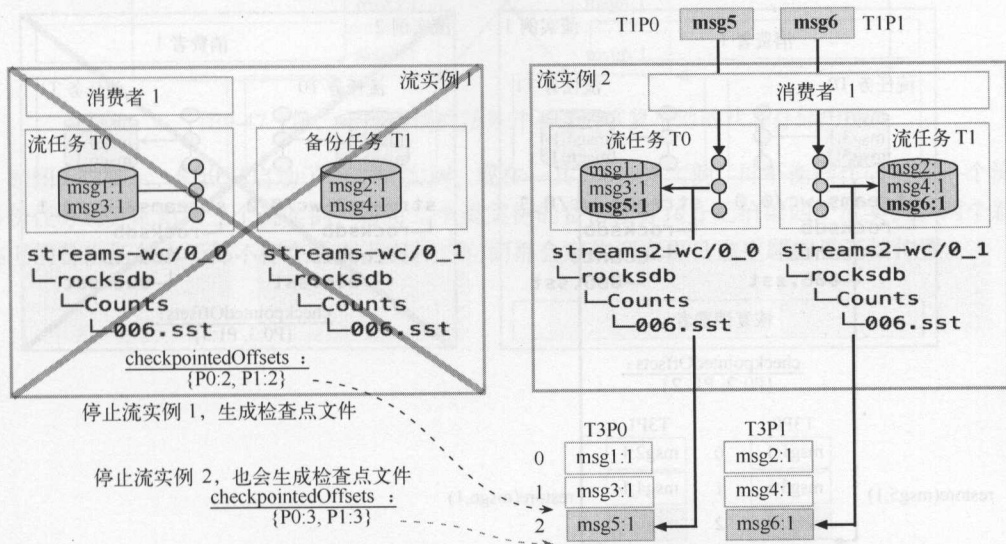 T1P0 msg5 msg6 T1P1
流实例 1
消费者 1
流任务 T0 备份任务 T1
msg1:1
msg3:1
msg2:1
msg4:1
streams-wc/0_0 streams-wc/0_1
rocksdb rocksdb
Counts Counts
006.sst 006.sst
checkpointedOffsets :
{P0:2, P1:2}
停止流实例 1，生成检查点文件
流实例 2
消费者 1
流任务 T0 流任务 T1
msg1:1
msg3:1
msg5:1
msg2:1
msg4:1
msg6:1
streams-wc/0_0 streams2-wc/0_1
rocksdb rocksdb
Counts Counts
006.sst 006.sst
停止流实例 2，也会生成检查点文件
checkpointedOffsets :
{P0:3, P1:3}
T3P0 T3P1
0 msg1:1 msg2:1
1 msg3:1 msg4:1
2 msg5:1 msg6:1